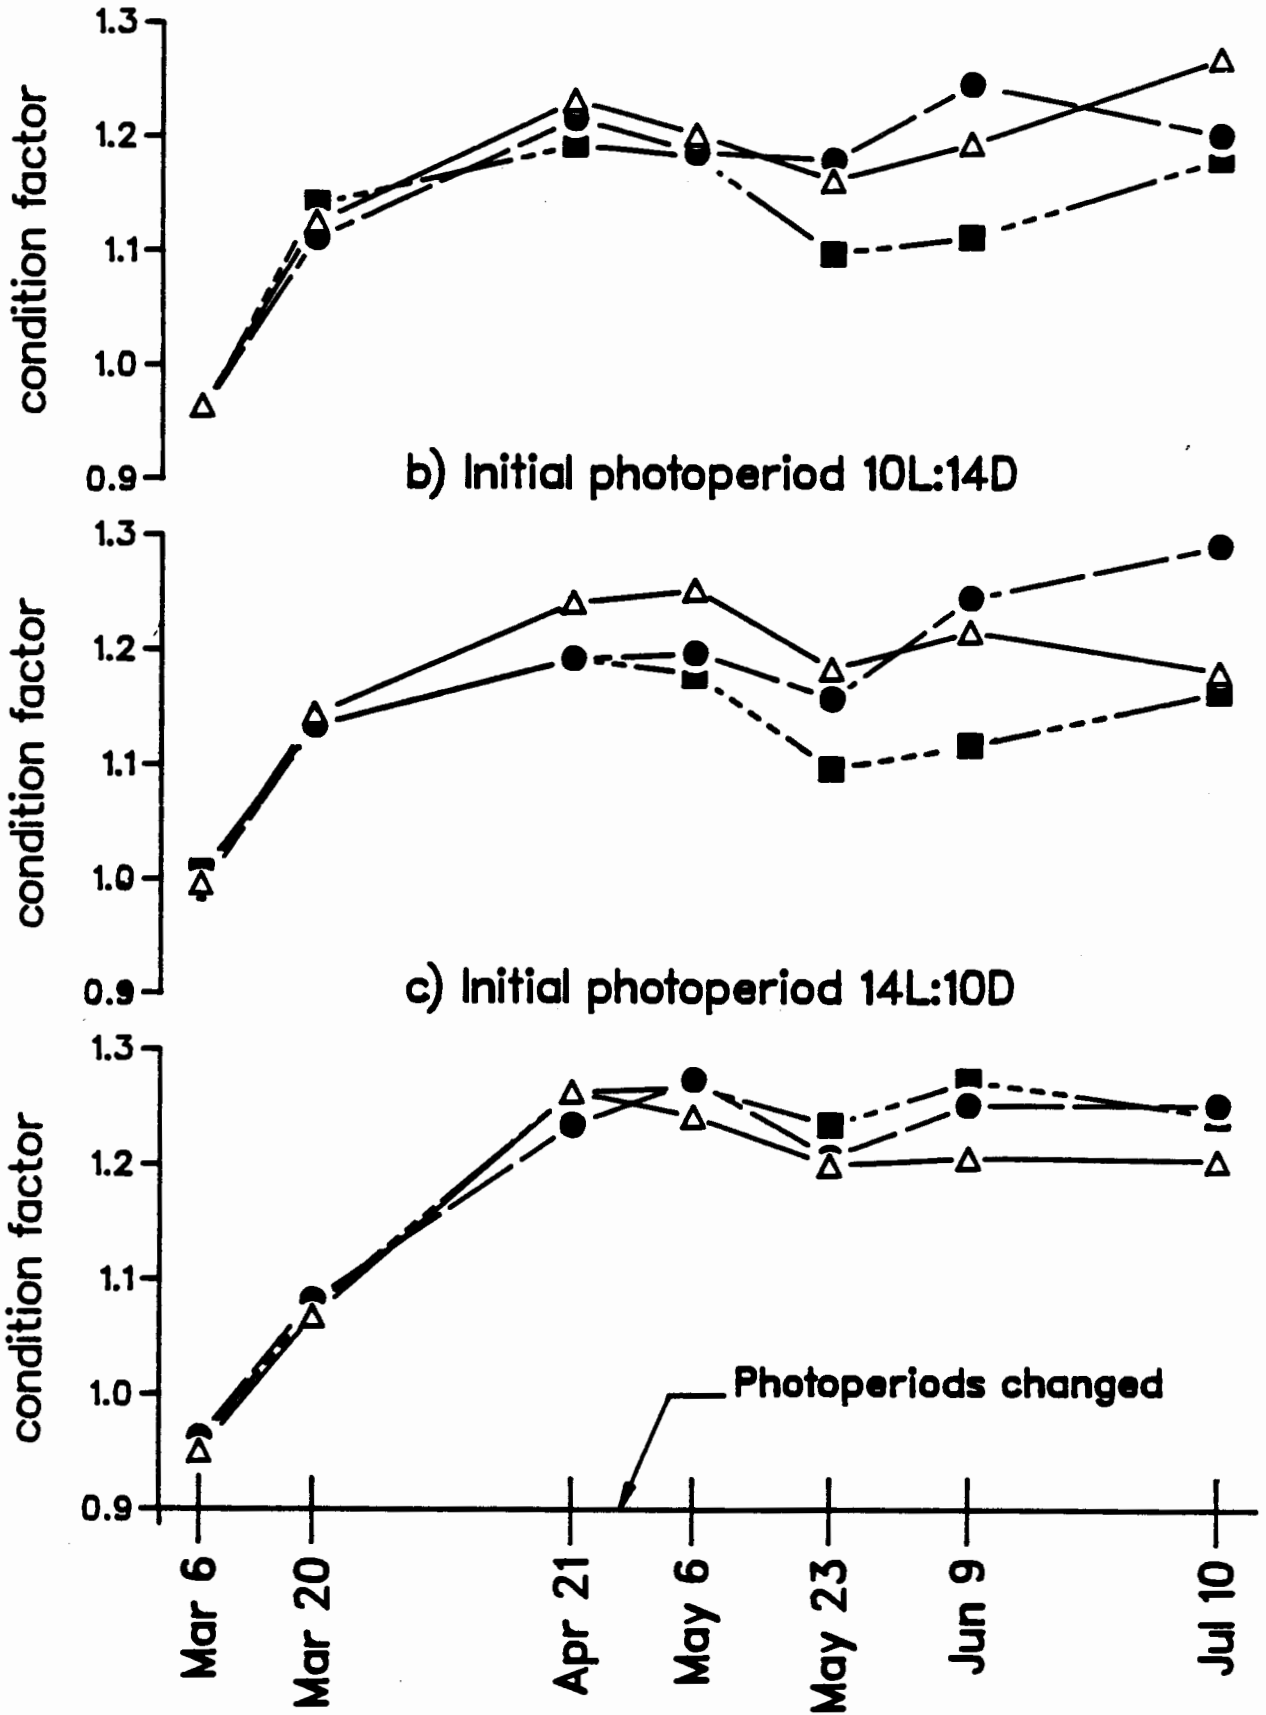 condition factor
1.3
1.2
1.1
1.0
0.9
b) Initial photoperiod 10L:14D
condition factor
1.3
1.2
1.1
1.0
0.9
c) Initial photoperiod 14L:10D
condition factor
1.3
1.2
1.1
1.0
0.9
Photoperiods changed
Mar 6
Mar 20
Apr 21
May 6
May 23
Jun 9
Jul 10